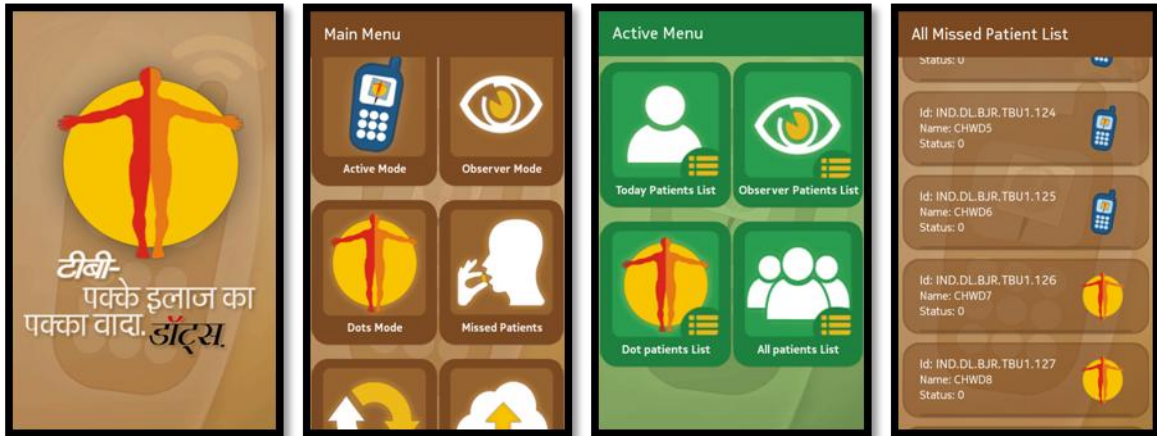 टीबी-
पक्के इलाज का
पक्का वादा. डॉट्स.
Main Menu
Active Mode
Observer Mode
Dots Mode
Missed Patients
Active Menu
Today Patients List
Observer Patients List
Dot patients List
All patients List
All Missed Patient List
Status: 0
Id: IND.DL.BJR.TBU1.124
Name: CHWD5
Status: 0
Id: IND.DL.BJR.TBU1.125
Name: CHWD6
Status: 0
Id: IND.DL.BJR.TBU1.126
Name: CHWD7
Status: 0
Id: IND.DL.BJR.TBU1.127
Name: CHWD8
Status: 0